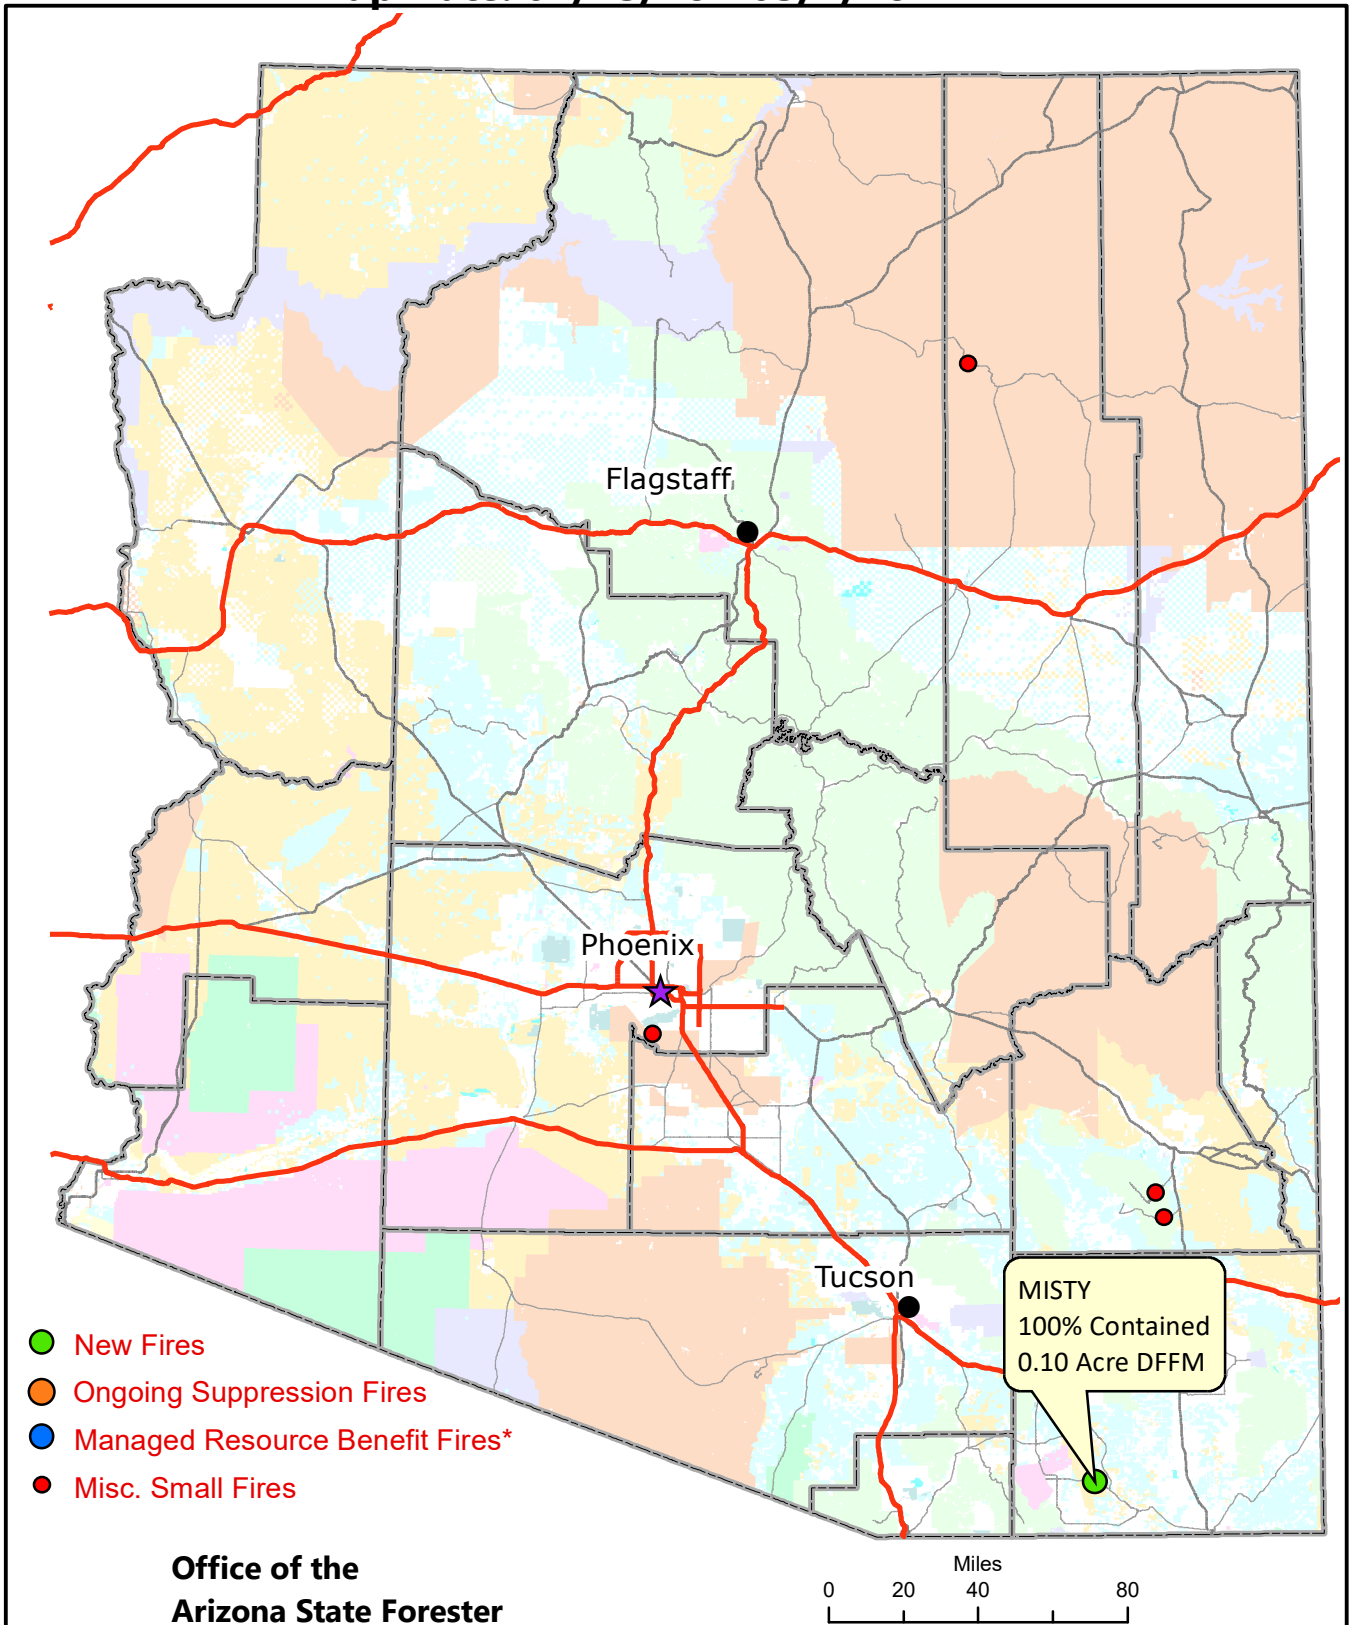 Flagstaff
Phoenix
Tucson
MISTY
100% Contained
0.10 Acre DFFM
New Fires
Ongoing Suppression Fires
Managed Resource Benefit Fires*
Misc. Small Fires
Office of the
Arizona State Forester
Miles
0 20 40 80